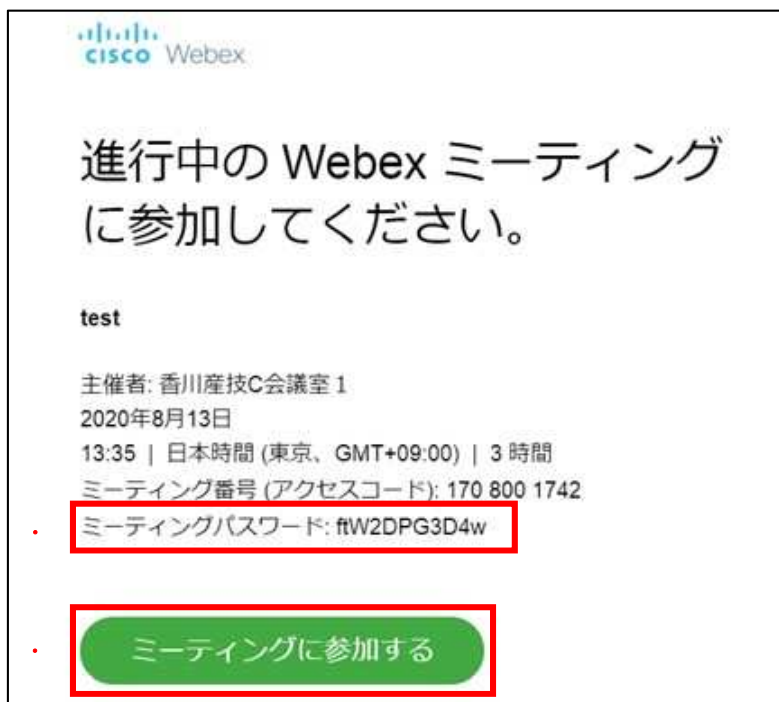 cisco Webex
進行中の Webex ミーティング
に参加してください。
test
主催者: 香川産技C会議室１
2020年8月13日
13:35 | 日本時間 (東京、GMT+09:00) | 3 時間
ミーティング番号 (アクセスコード): 170 800 1742
ミーティングパスワード: ftW2DPG3D4w
ミーティングに参加する